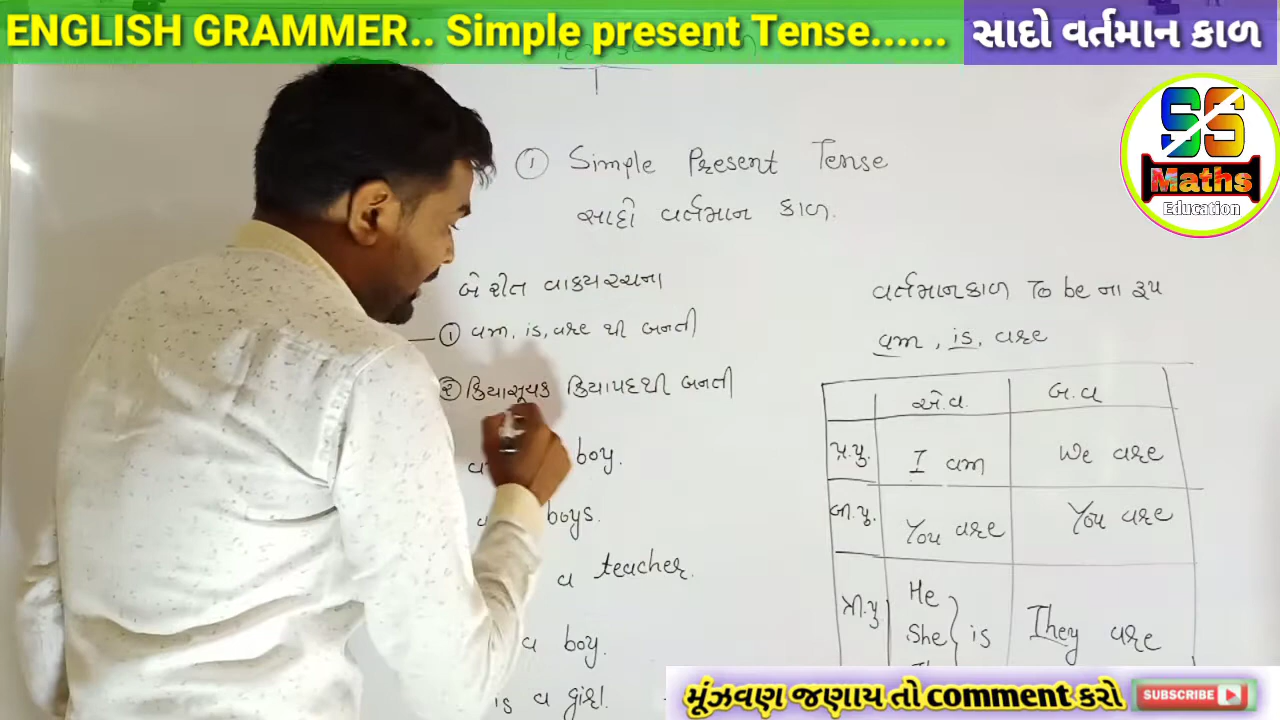 ENGLISH GRAMMER.. Simple present Tense......
સાદો વર્તમાન કાળ
SS
Maths
Education
① Simple Present Tense
સાદો વર્તમાન કાળ.
બે રીત વાક્યરચના
① am, is, are થી બનતી
② ક્રિયાસૂચક ક્રિયાપદથી બનતી
boy.
boys.
a teacher.
a boy.
is a girl.
વર્તમાનકાળ To be ના રૂપ
am, is, are
એ.વ. બ.વ
પ્ર.પુ. I am We are
બી.પુ. You are You are
ત્રી.પુ He
She } is They are
મૂંઝવણ જણાય તો comment કરો
SUBSCRIBE